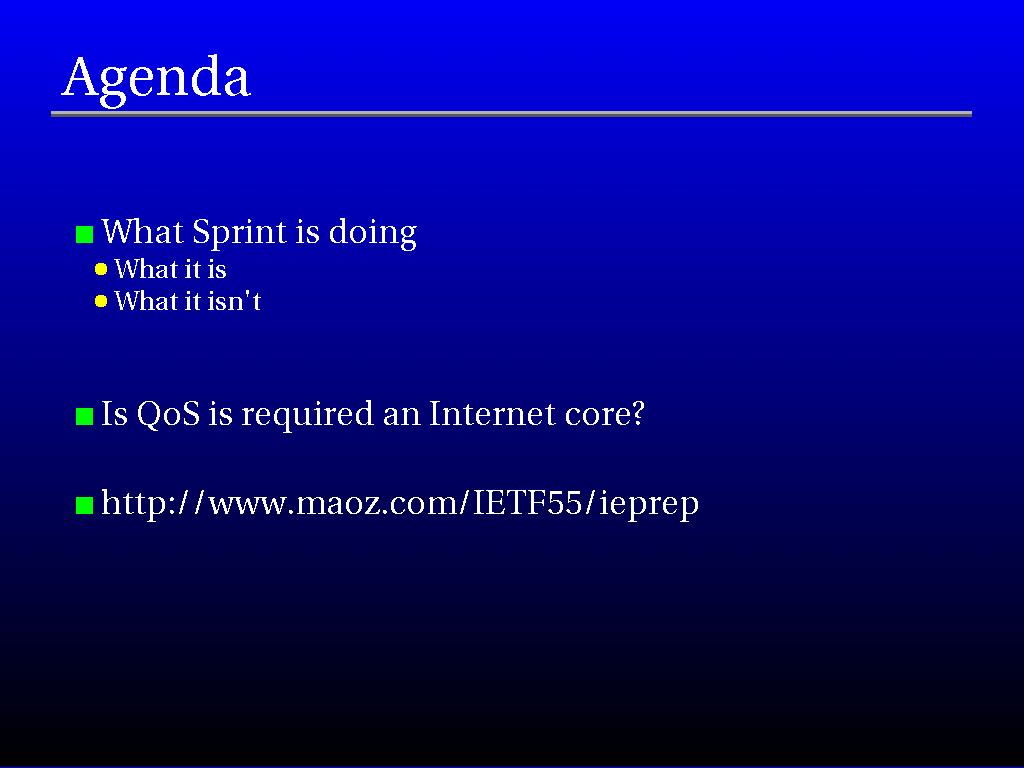 Agenda
What Sprint is doing
What it is
What it isn't
Is QoS is required an Internet core?
http://www.maoz.com/IETF55/ieprep